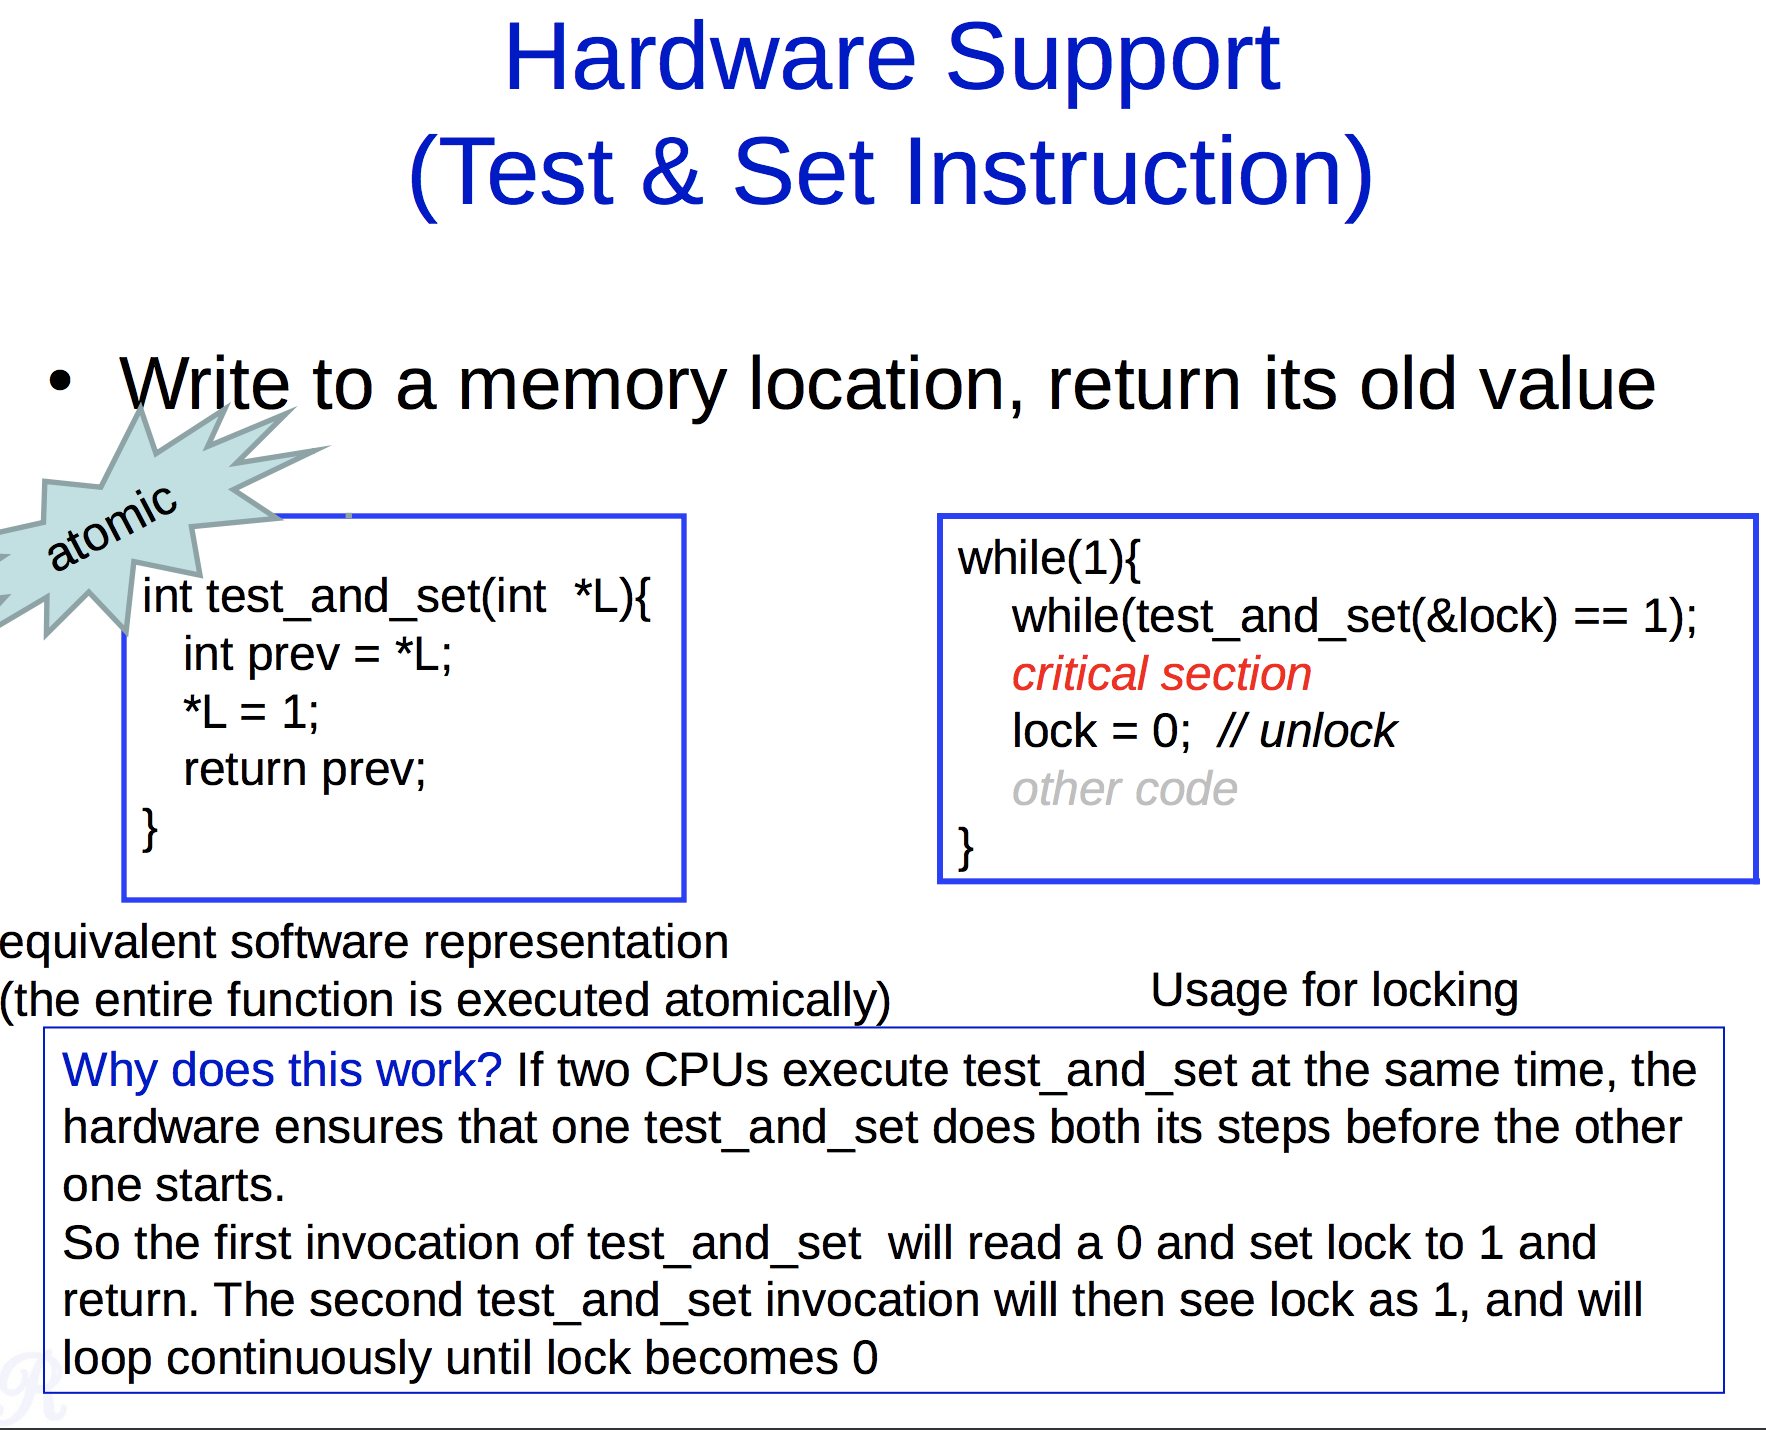 Hardware Support
(Test & Set Instruction)
• Write to a memory location, return its old value
atomic
int test_and_set(int *L){
int prev = *L;
*L = 1;
return prev;
}
equivalent software representation
(the entire function is executed atomically)
while(1){
while(test_and_set(&lock) == 1);
critical section
lock = 0; // unlock
other code
}
Usage for locking
Why does this work? If two CPUs execute test_and_set at the same time, the
hardware ensures that one test_and_set does both its steps before the other
one starts.
So the first invocation of test_and_set will read a 0 and set lock to 1 and
return. The second test_and_set invocation will then see lock as 1, and will
loop continuously until lock becomes 0